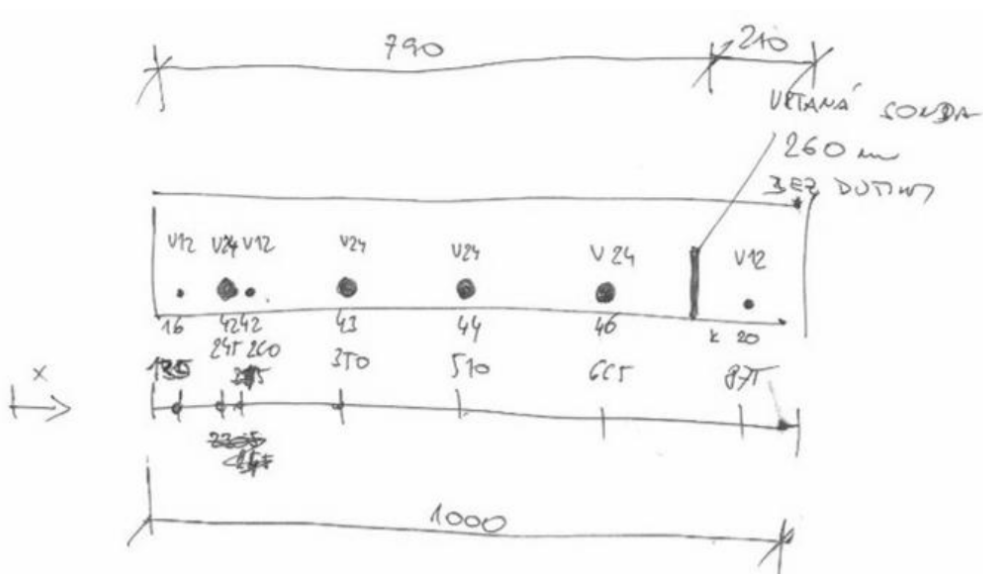 790 210
VRTANÁ SONDA
260 mm
BEZ DUTINY
V12 V24 V12 V24 V24 V24 V12
16 42 42 43 44 46 k 20
245 260 350 510 665 875
x
1000